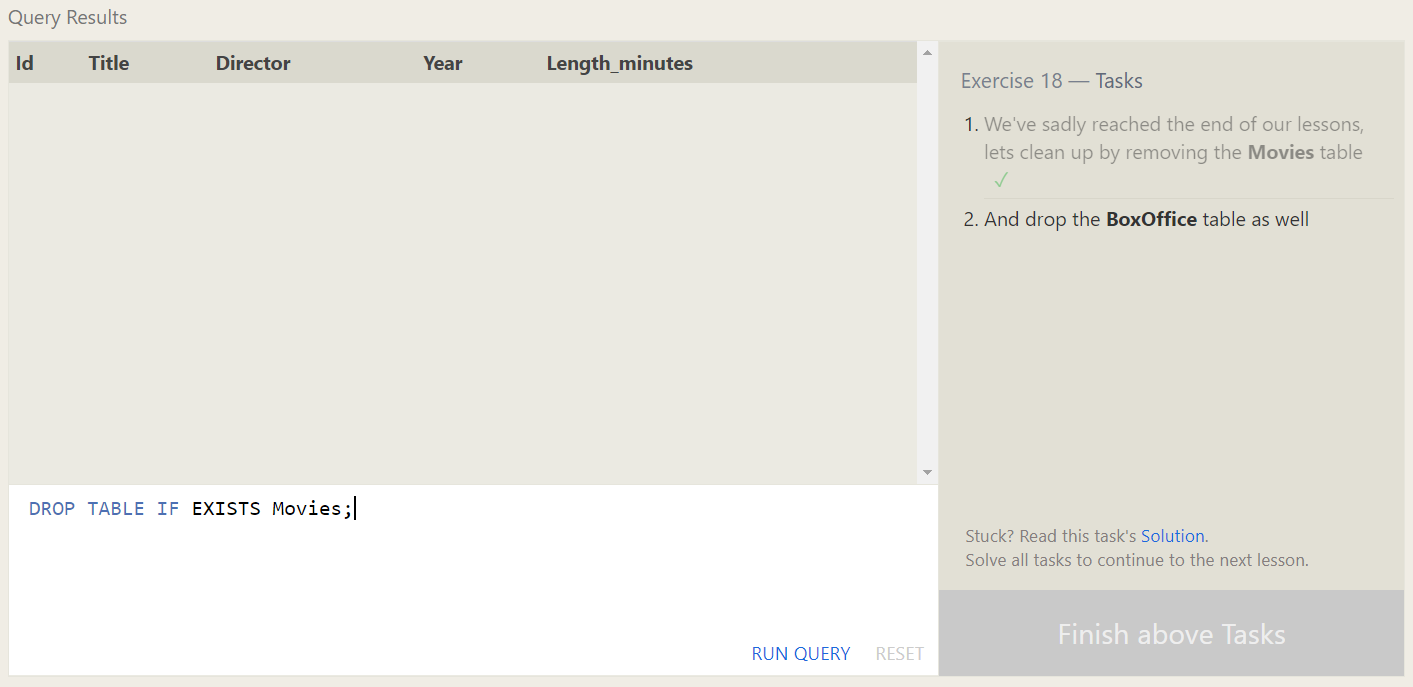 Query Results
Id Title Director Year Length_minutes
DROP TABLE IF EXISTS Movies;
RUN QUERY RESET
Exercise 18 — Tasks
1. We've sadly reached the end of our lessons,
lets clean up by removing the Movies table
✓
2. And drop the BoxOffice table as well
Stuck? Read this task's Solution.
Solve all tasks to continue to the next lesson.
Finish above Tasks